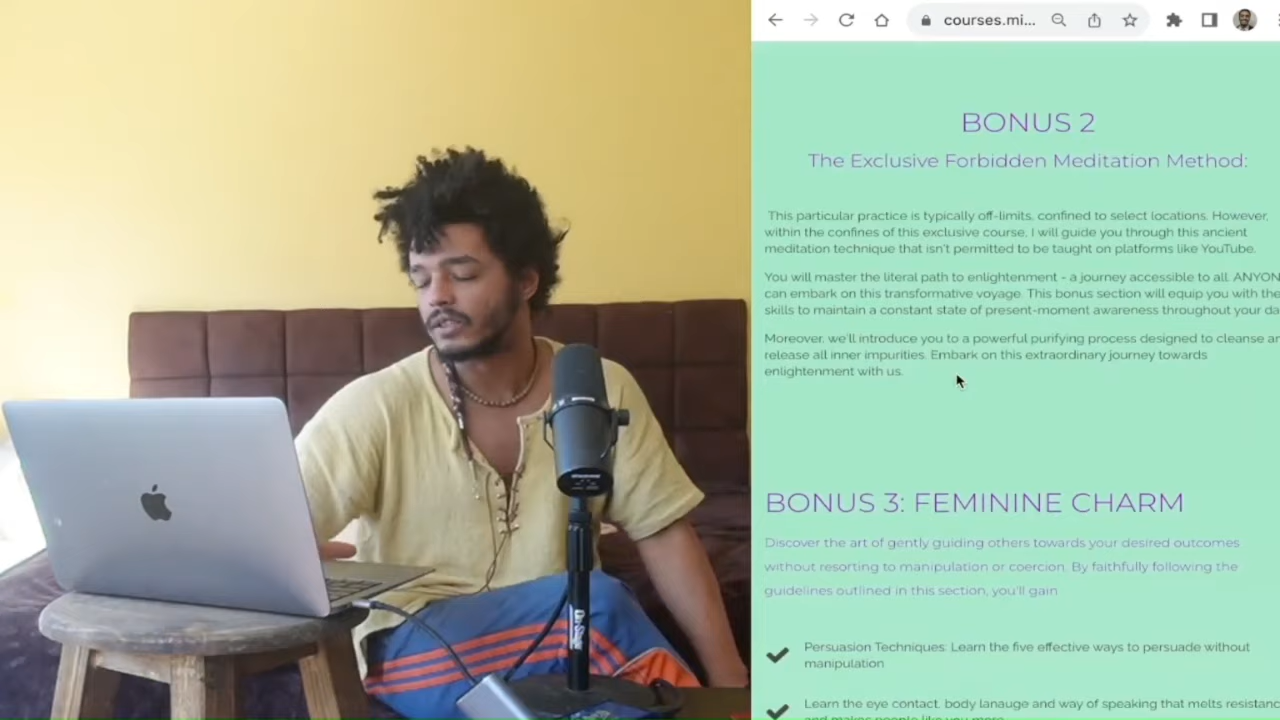 courses.mi...
BONUS 2
The Exclusive Forbidden Meditation Method:
This particular practice is typically off-limits, confined to select locations. However,
within the confines of this exclusive course, I will guide you through this ancient
meditation technique that isn't permitted to be taught on platforms like YouTube.
You will master the literal path to enlightenment - a journey accessible to all. ANYON
can embark on this transformative voyage. This bonus section will equip you with the
skills to maintain a constant state of present-moment awareness throughout your da
Moreover, we'll introduce you to a powerful purifying process designed to cleanse an
release all inner impurities. Embark on this extraordinary journey towards
enlightenment with us.
BONUS 3: FEMININE CHARM
Discover the art of gently guiding others towards your desired outcomes
without resorting to manipulation or coercion. By faithfully following the
guidelines outlined in this section, you'll gain
Persuasion Techniques: Learn the five effective ways to persuade without
manipulation
Learn the eye contact, body lanauge and way of speaking that melts resistanc
and makes people like you more